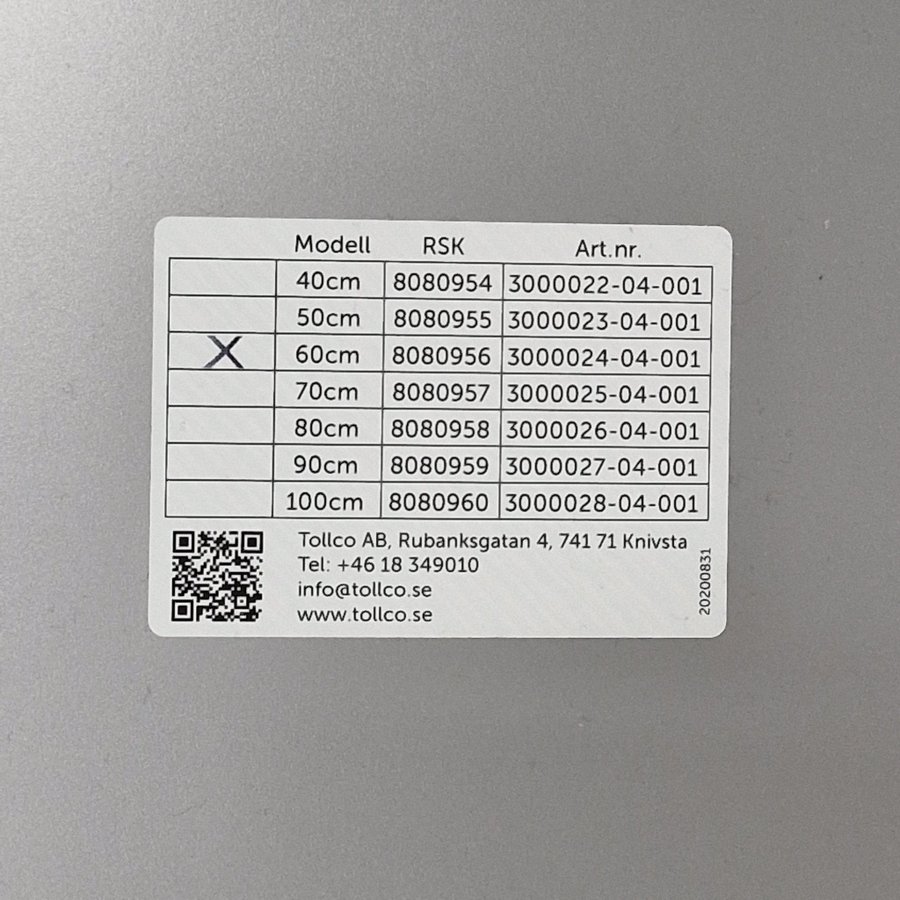 Modell RSK Art.nr.
40cm 8080954 3000022-04-001
50cm 8080955 3000023-04-001
X 60cm 8080956 3000024-04-001
70cm 8080957 3000025-04-001
80cm 8080958 3000026-04-001
90cm 8080959 3000027-04-001
100cm 8080960 3000028-04-001
Tollco AB, Rubanksgatan 4, 741 71 Knivsta
Tel: +46 18 349010
info@tollco.se
www.tollco.se
20200831